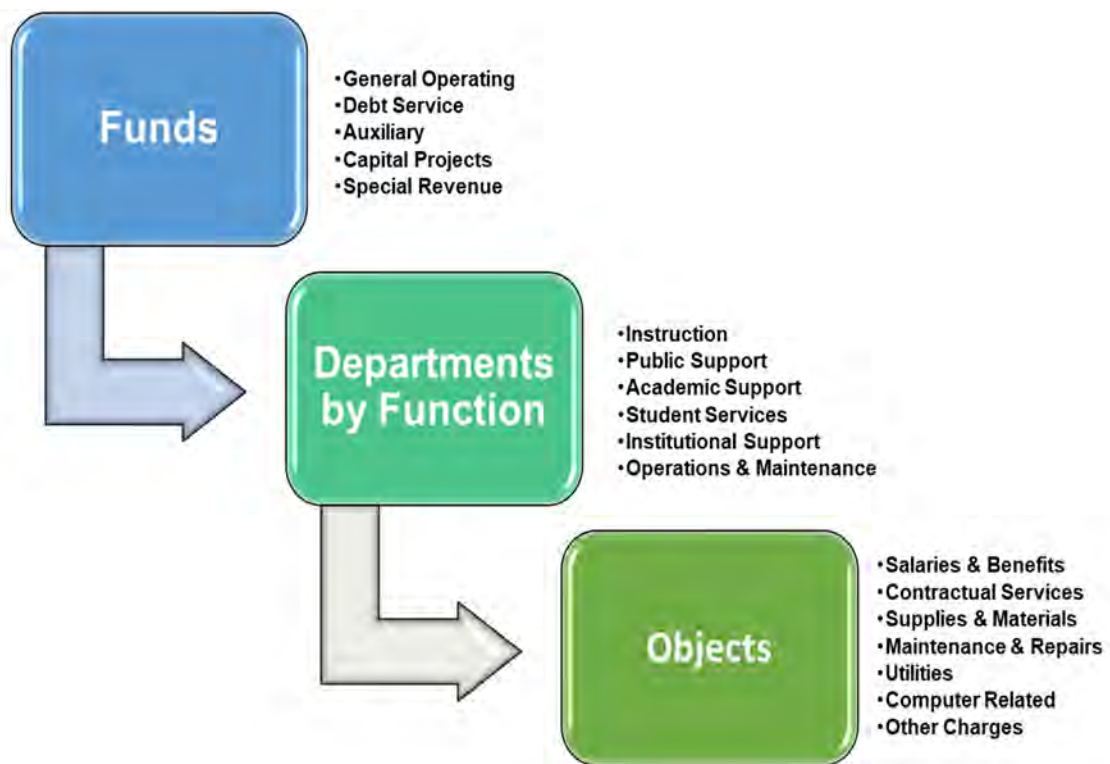 Funds
•General Operating
•Debt Service
•Auxiliary
•Capital Projects
•Special Revenue
Departments
by Function
•Instruction
•Public Support
•Academic Support
•Student Services
•Institutional Support
•Operations & Maintenance
Objects
•Salaries & Benefits
•Contractual Services
•Supplies & Materials
•Maintenance & Repairs
•Utilities
•Computer Related
•Other Charges